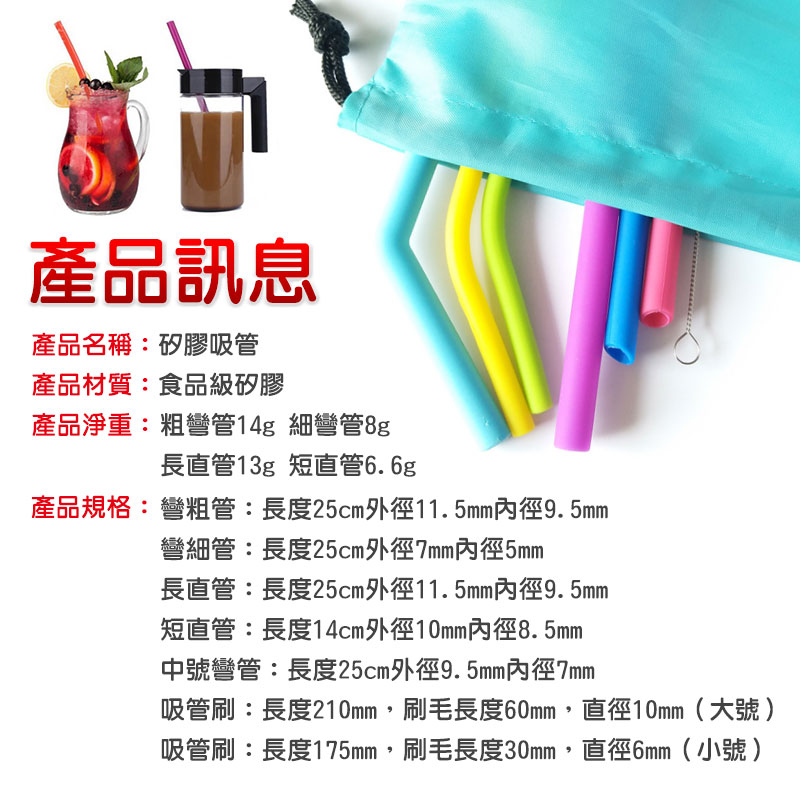 產品訊息
產品名稱：矽膠吸管
產品材質：食品級矽膠
產品淨重：粗彎管14g 細彎管8g
長直管13g 短直管6.6g
產品規格：彎粗管：長度25cm外徑11.5mm內徑9.5mm
彎細管：長度25cm外徑7mm內徑5mm
長直管：長度25cm外徑11.5mm內徑9.5mm
短直管：長度14cm外徑10mm內徑8.5mm
中號彎管：長度25cm外徑9.5mm內徑7mm
吸管刷：長度210mm，刷毛長度60mm，直徑10mm（大號）
吸管刷：長度175mm，刷毛長度30mm，直徑6mm（小號）